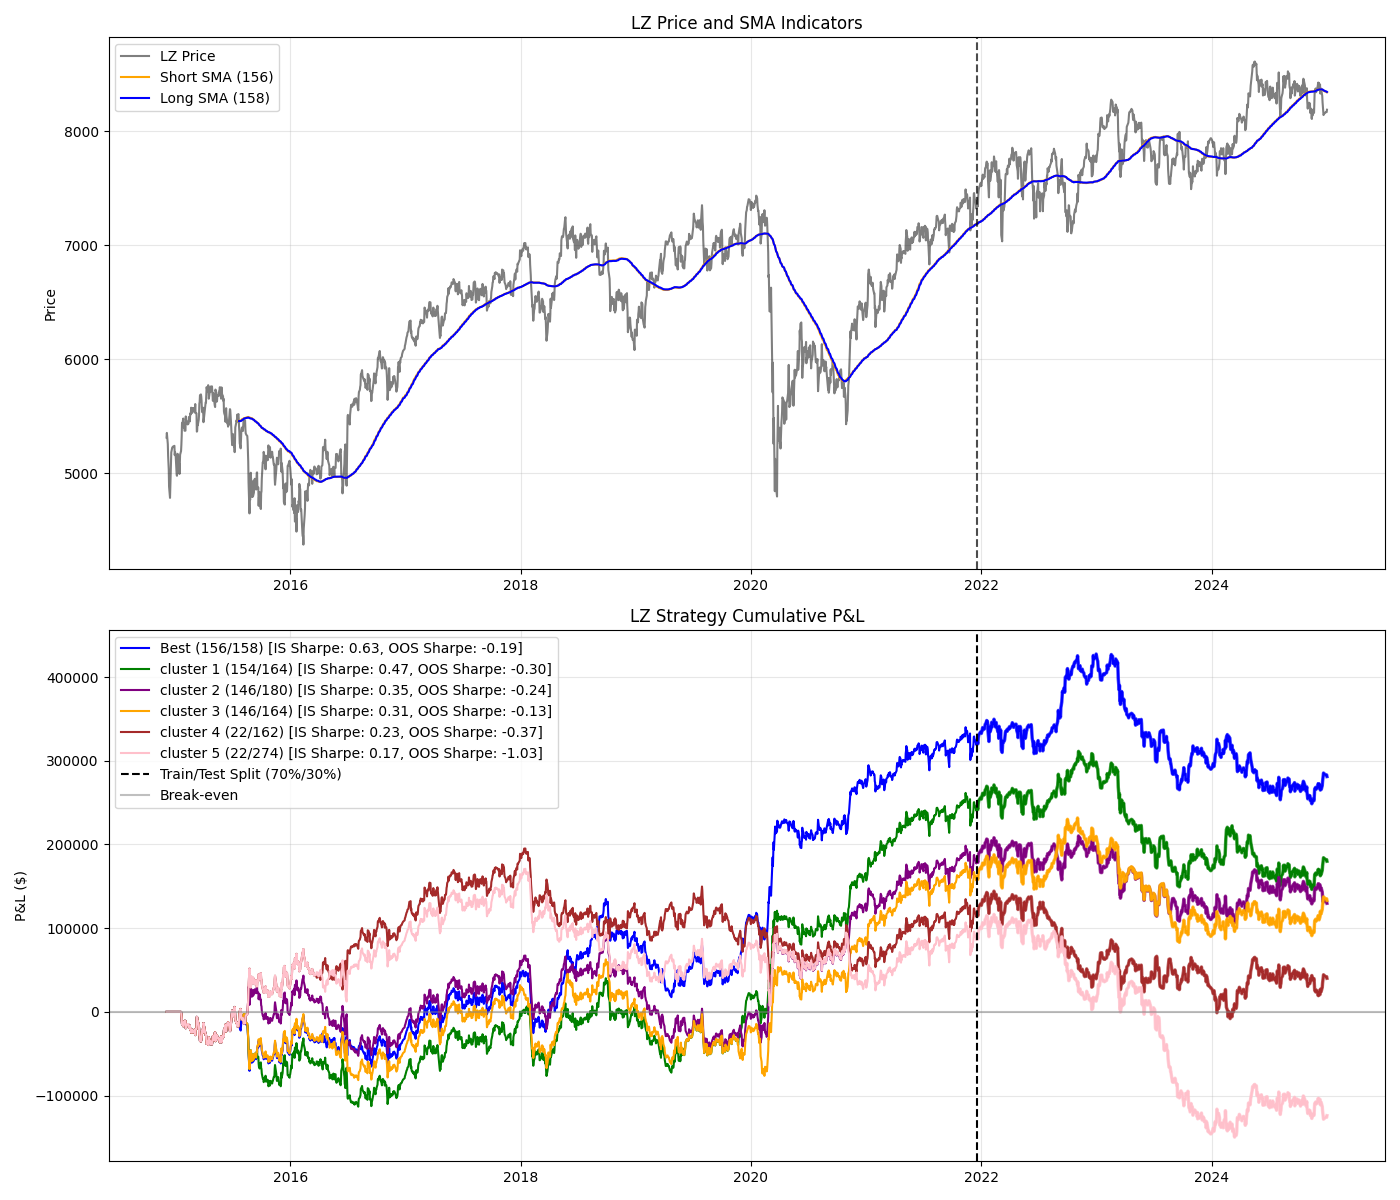 LZ Price and SMA Indicators
LZ Price
Short SMA (156)
Long SMA (158)
Price
8000
7000
6000
5000
2016
2018
2020
2022
2024
LZ Strategy Cumulative P&L
Best (156/158) [IS Sharpe: 0.63, OOS Sharpe: -0.19]
cluster 1 (154/164) [IS Sharpe: 0.47, OOS Sharpe: -0.30]
cluster 2 (146/180) [IS Sharpe: 0.35, OOS Sharpe: -0.24]
cluster 3 (146/164) [IS Sharpe: 0.31, OOS Sharpe: -0.13]
cluster 4 (22/162) [IS Sharpe: 0.23, OOS Sharpe: -0.37]
cluster 5 (22/274) [IS Sharpe: 0.17, OOS Sharpe: -1.03]
Train/Test Split (70%/30%)
Break-even
P&L ($)
400000
300000
200000
100000
0
−100000
2016
2018
2020
2022
2024